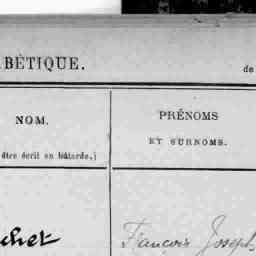 BÉTIQUE.
de
NOM.
PRÉNOMS
ET SURNOMS.
être écrit en bâtarde.)
chet
François Joseph